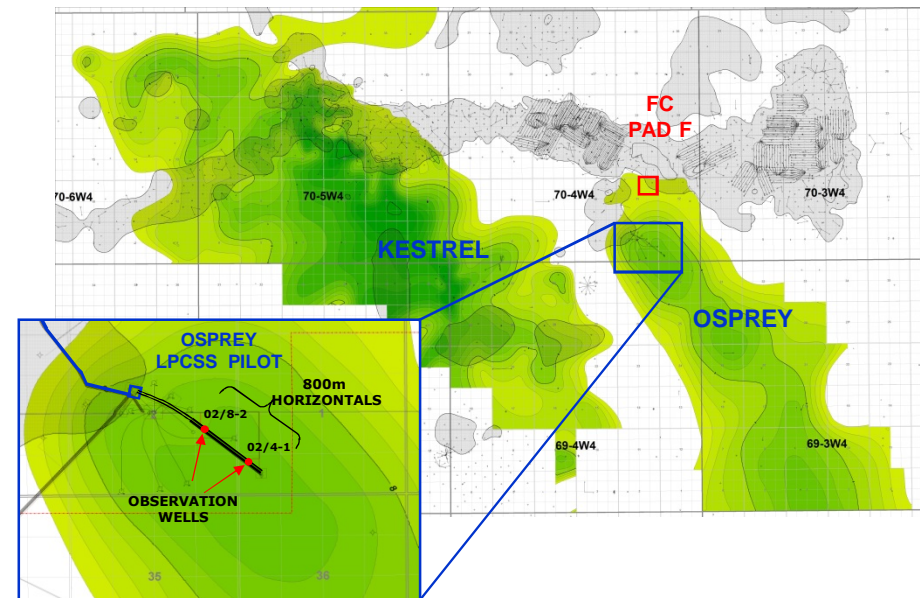 FC
PAD F
70-6W4
70-5W4
70-4W4
70-3W4
KESTREL
OSPREY
69-4W4
69-3W4
OSPREY
LPCSS PILOT
800m
HORIZONTALS
02/8-2
02/4-1
OBSERVATION
WELLS
1
35
36